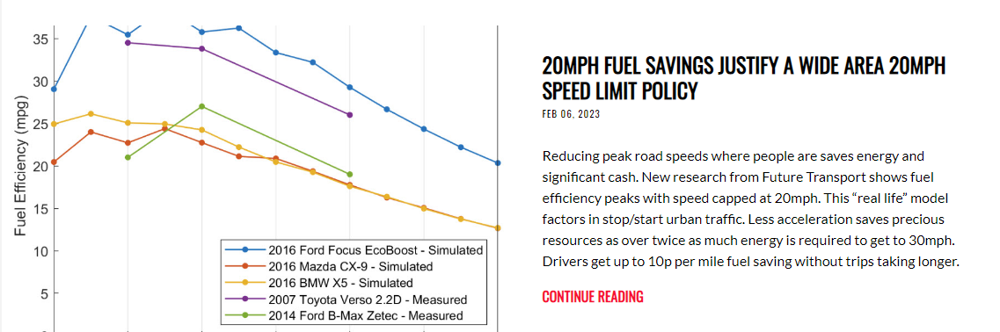 35
30
25
20
15
10
5
Fuel Efficiency (mpg)
2016 Ford Focus EcoBoost - Simulated
2016 Mazda CX-9 - Simulated
2016 BMW X5 - Simulated
2007 Toyota Verso 2.2D - Measured
2014 Ford B-Max Zetec - Measured
20MPH FUEL SAVINGS JUSTIFY A WIDE AREA 20MPH
SPEED LIMIT POLICY
FEB 06, 2023
Reducing peak road speeds where people are saves energy and
significant cash. New research from Future Transport shows fuel
efficiency peaks with speed capped at 20mph. This “real life” model
factors in stop/start urban traffic. Less acceleration saves precious
resources as over twice as much energy is required to get to 30mph.
Drivers get up to 10p per mile fuel saving without trips taking longer.
CONTINUE READING